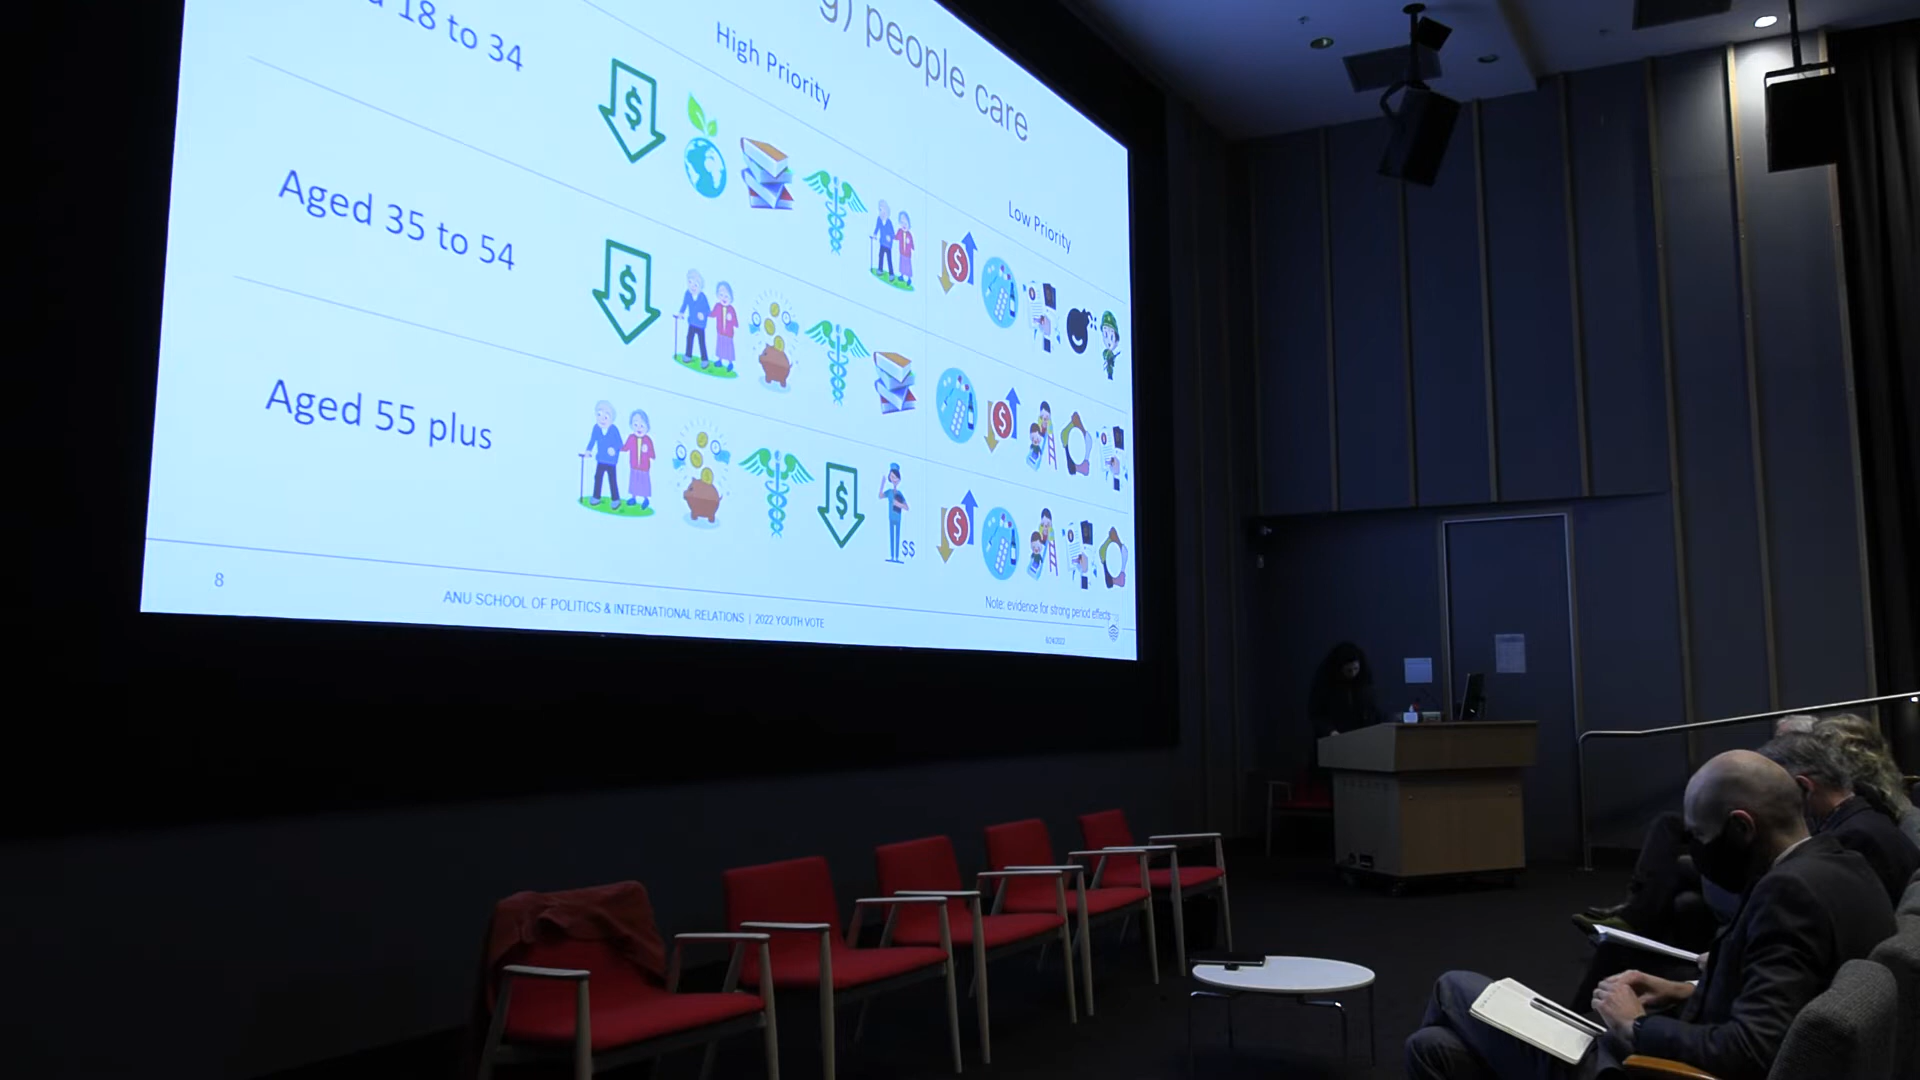 g) people care
High Priority
Low Priority
18 to 34
Aged 35 to 54
Aged 55 plus
$$
8
ANU SCHOOL OF POLITICS & INTERNATIONAL RELATIONS | 2022 YOUTH VOTE
Note: evidence for strong period effects